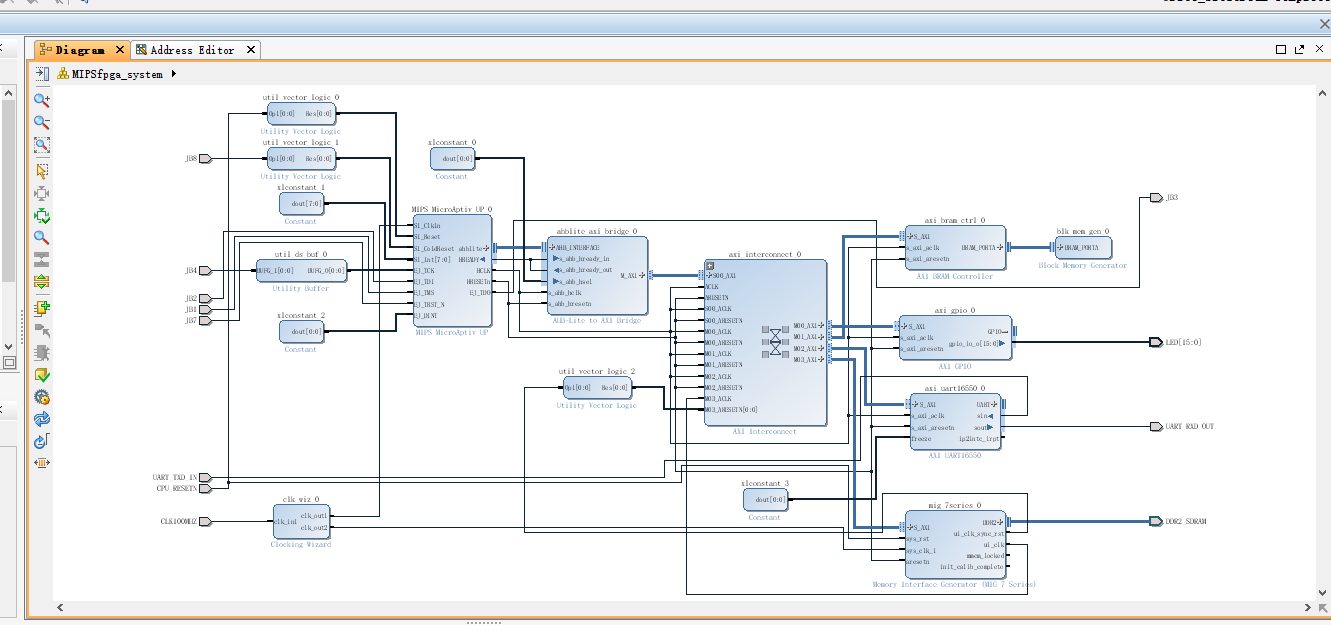 Diagram
Address Editor
MIPSfpga_system
util_vector_logic_0
Op1[0:0] Res[0:0]
Utility Vector Logic
util_vector_logic_1
JB8
Op1[0:0] Res[0:0]
Utility Vector Logic
xlconstant_1
dout[7:0]
Constant
xlconstant_0
dout[0:0]
Constant
util_ds_buf_0
JB4
BUFG_I[0:0] BUFG_O[0:0]
Utility Buffer
JB2
JB1
JB7
xlconstant_2
dout[0:0]
Constant
MIPS_MicroAptiv_UP_0
SI_ClkIn
SI_Reset
SI_ColdReset ahblite
SI_Int[7:0] HREADY
EJ_TCK HCLK
EJ_TDI HRESETn
EJ_TMS EJ_TDO
EJ_TRST_N
EJ_DINT
MIPS MicroAptiv UP
ahblite_axi_bridge_0
AHB_INTERFACE
s_ahb_hready_in
s_ahb_hready_out M_AXI
s_ahb_hsel
s_ahb_hclk
s_ahb_hresetn
AHB-Lite to AXI Bridge
util_vector_logic_2
Op1[0:0] Res[0:0]
Utility Vector Logic
axi_interconnect_0
S00_AXI
ACLK
ARESETN
S00_ACLK
S00_ARESETN
M00_ACLK M00_AXI
M00_ARESETN M01_AXI
M01_ACLK M02_AXI
M01_ARESETN M03_AXI
M02_ACLK
M02_ARESETN
M03_ACLK
M03_ARESETN[0:0]
AXI Interconnect
axi_bram_ctrl_0
S_AXI
s_axi_aclk BRAM_PORTA
s_axi_aresetn
AXI BRAM Controller
blk_mem_gen_0
BRAM_PORTA
Block Memory Generator
JB3
axi_gpio_0
S_AXI GPIO
s_axi_aclk gpio_io_o[15:0]
s_axi_aresetn
AXI GPIO
LED[15:0]
axi_uart16550_0
S_AXI UART
s_axi_aclk sin
s_axi_aresetn sout
freeze ip2intc_irpt
AXI UART16550
UART_RXD_OUT
UART_TXD_IN
CPU_RESETN
clk_wiz_0
CLK100MHZ
clk_in1 clk_out1
clk_out2
Clocking Wizard
xlconstant_3
dout[0:0]
Constant
mig_7series_0
S_AXI DDR2
sys_rst ui_clk_sync_rst
sys_clk_i ui_clk
aresetn mmcm_locked
init_calib_complete
Memory Interface Generator (MIG 7 Series)
DDR2_SDRAM